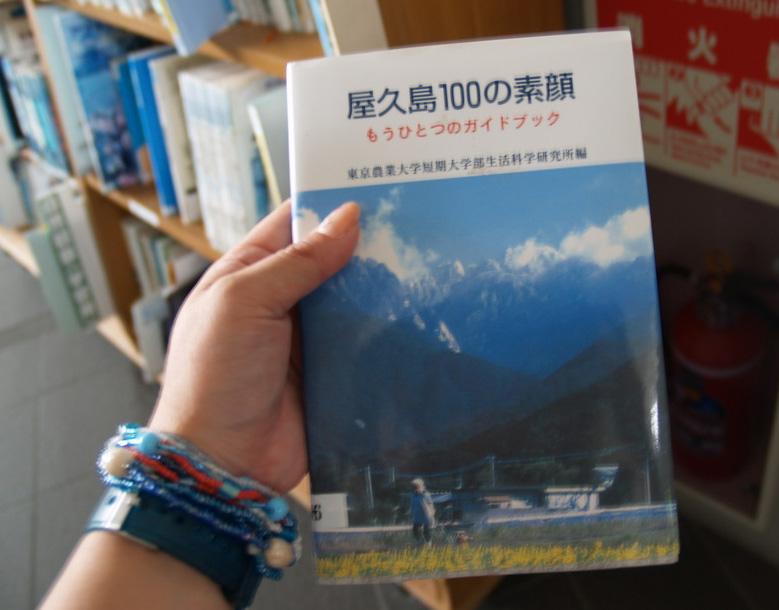 屋久島100の素顔
もうひとつのガイドブック
東京農業大学短期大学部生活科学研究所編
火